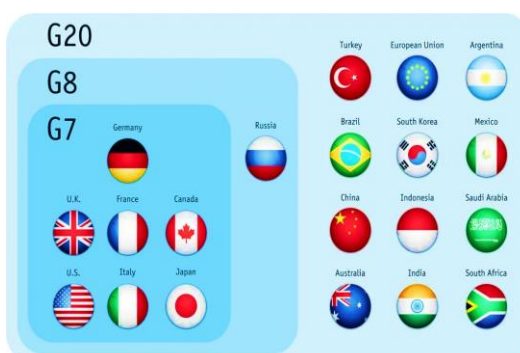 G20
G8
G7
Germany
U.K. France Canada
U.S. Italy Japan
Russia
Turkey European Union Argentina
Brazil South Korea Mexico
China Indonesia Saudi Arabia
Australia India South Africa